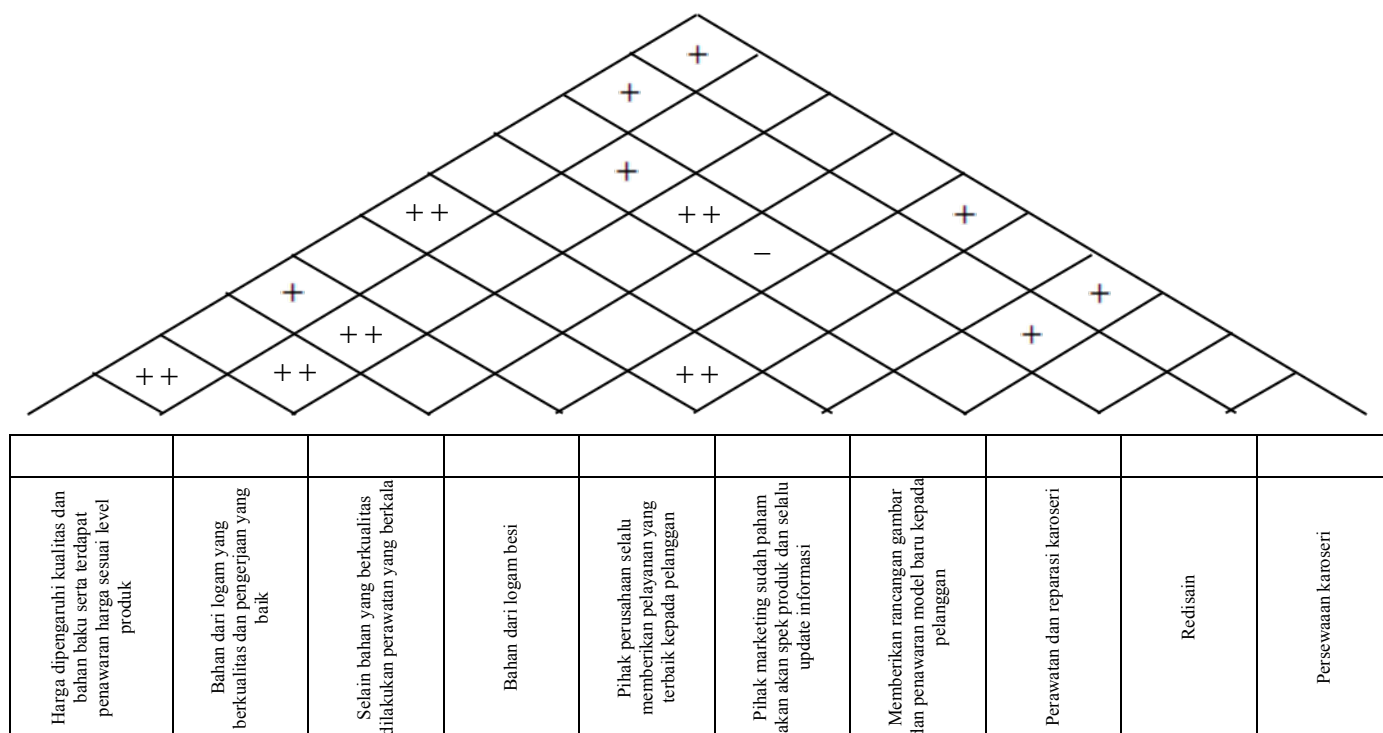 +
+
+
++ ++ +
−
+ +
++ +
++ ++ ++
Harga dipengaruhi kualitas dan
bahan baku serta terdapat
penawaran harga sesuai level
produk
Bahan dari logam yang
berkualitas dan pengerjaan yang
baik
Selain bahan yang berkualitas
dilakukan perawatan yang berkala
Bahan dari logam besi
Pihak perusahaan selalu
memberikan pelayanan yang
terbaik kepada pelanggan
Pihak marketing sudah paham
akan akan spek produk dan selalu
update informasi
Memberikan rancangan gambar
dan penawaran model baru kepada
pelanggan
Perawatan dan reparasi karoseri
Redisain
Persewaaan karoseri